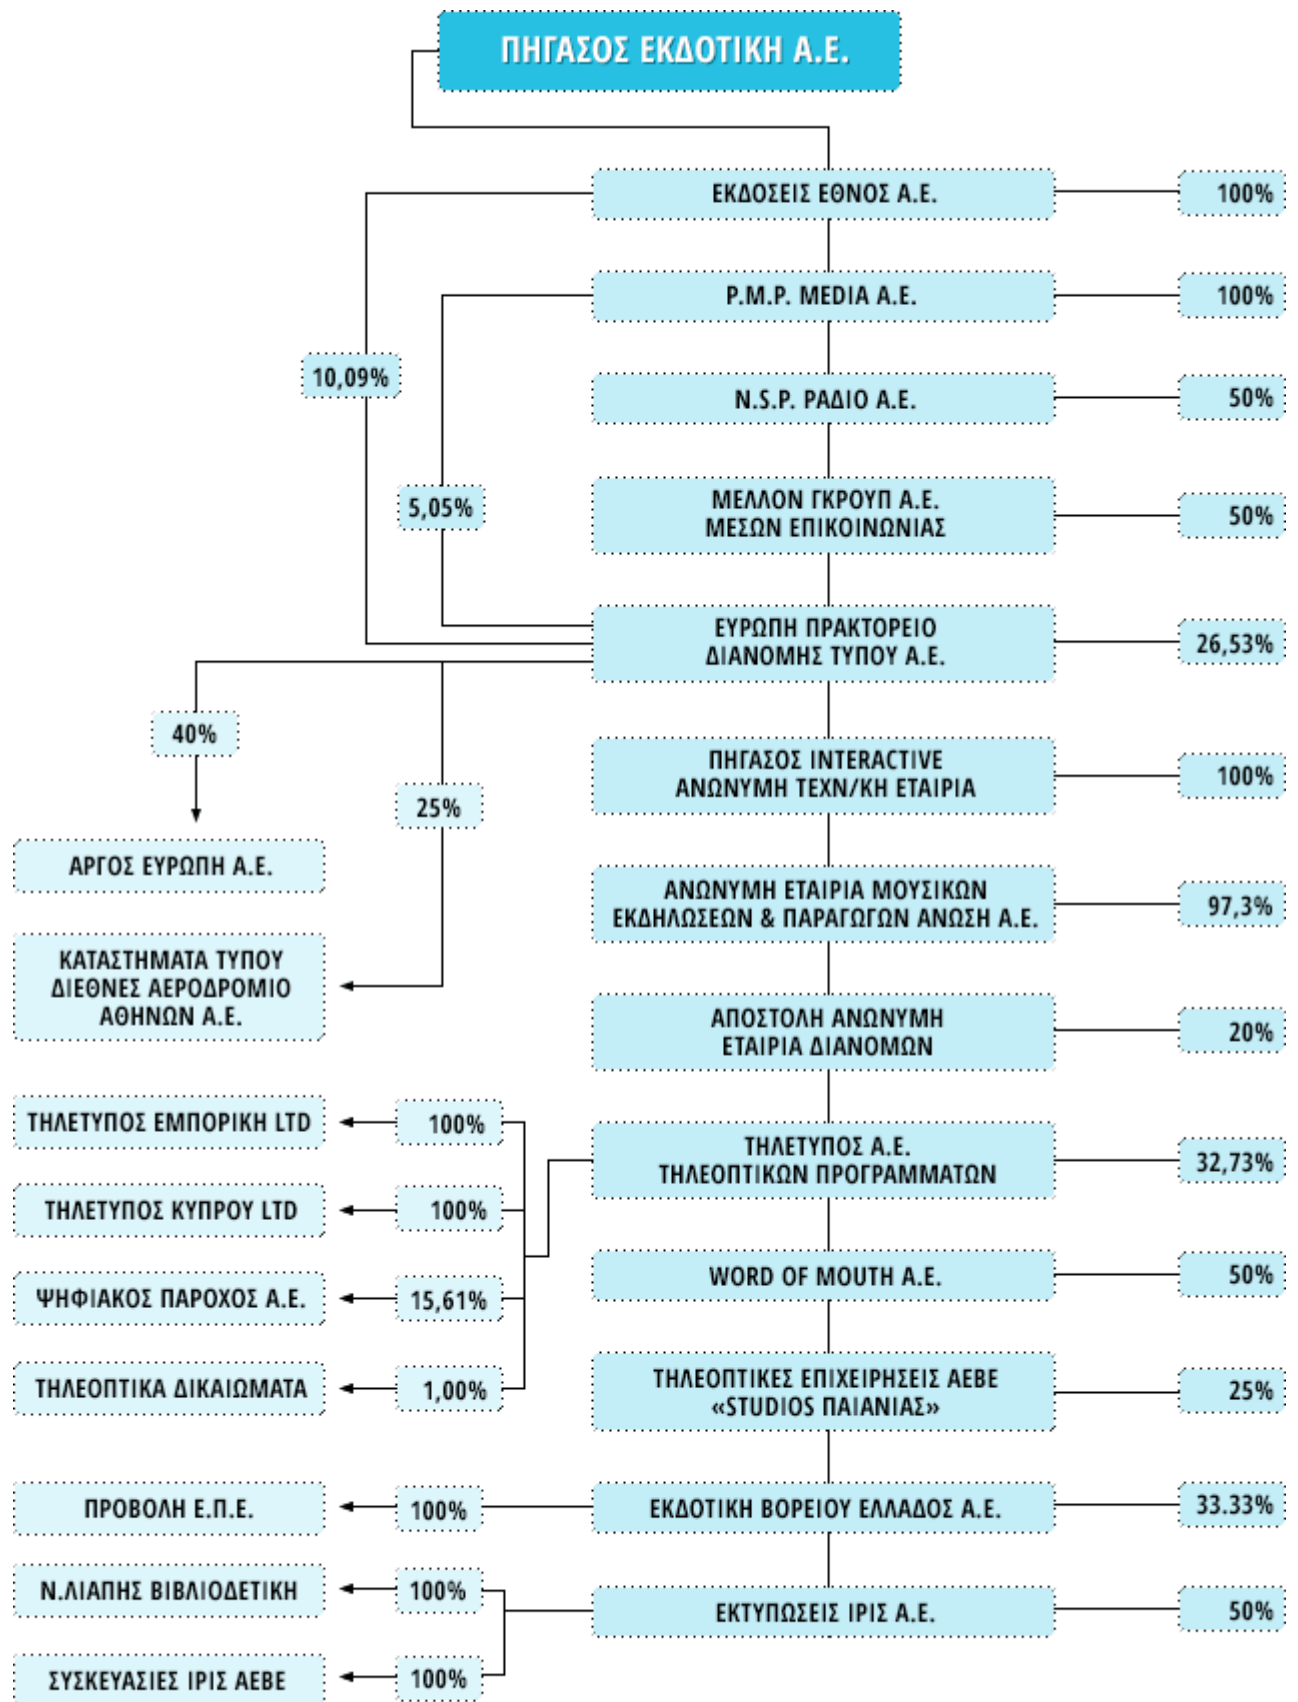 ΠΗΓΑΣΟΣ ΕΚΔΟΤΙΚΗ Α.Ε.
ΕΚΔΟΣΕΙΣ ΕΘΝΟΣ Α.Ε.
100%
P.M.P. MEDIA Α.Ε.
100%
10,09%
N.S.P. ΡΑΔΙΟ Α.Ε.
50%
5,05%
ΜΕΛΛΟΝ ΓΚΡΟΥΠ Α.Ε.
ΜΕΣΩΝ ΕΠΙΚΟΙΝΩΝΙΑΣ
50%
ΕΥΡΩΠΗ ΠΡΑΚΤΟΡΕΙΟ
ΔΙΑΝΟΜΗΣ ΤΥΠΟΥ Α.Ε.
26,53%
40%
ΠΗΓΑΣΟΣ INTERACTIVE
ΑΝΩΝΥΜΗ ΤΕΧΝ/ΚΗ ΕΤΑΙΡΙΑ
100%
25%
ΑΡΓΟΣ ΕΥΡΩΠΗ Α.Ε.
ΑΝΩΝΥΜΗ ΕΤΑΙΡΙΑ ΜΟΥΣΙΚΩΝ
ΕΚΔΗΛΩΣΕΩΝ & ΠΑΡΑΓΩΓΩΝ ΑΝΩΣΗ Α.Ε.
97,3%
ΚΑΤΑΣΤΗΜΑΤΑ ΤΥΠΟΥ
ΔΙΕΘΝΕΣ ΑΕΡΟΔΡΟΜΙΟ
ΑΘΗΝΩΝ Α.Ε.
ΑΠΟΣΤΟΛΗ ΑΝΩΝΥΜΗ
ΕΤΑΙΡΙΑ ΔΙΑΝΟΜΩΝ
20%
ΤΗΛΕΤΥΠΟΣ ΕΜΠΟΡΙΚΗ LTD
100%
ΤΗΛΕΤΥΠΟΣ Α.Ε.
ΤΗΛΕΟΠΤΙΚΩΝ ΠΡΟΓΡΑΜΜΑΤΩΝ
32,73%
ΤΗΛΕΤΥΠΟΣ ΚΥΠΡΟΥ LTD
100%
ΨΗΦΙΑΚΟΣ ΠΑΡΟΧΟΣ Α.Ε.
15,61%
WORD OF MOUTH Α.Ε.
50%
ΤΗΛΕΟΠΤΙΚΑ ΔΙΚΑΙΩΜΑΤΑ
1,00%
ΤΗΛΕΟΠΤΙΚΕΣ ΕΠΙΧΕΙΡΗΣΕΙΣ ΑΕΒΕ
«STUDIOS ΠΑΙΑΝΙΑΣ»
25%
ΠΡΟΒΟΛΗ Ε.Π.Ε.
100%
ΕΚΔΟΤΙΚΗ ΒΟΡΕΙΟΥ ΕΛΛΑΔΟΣ Α.Ε.
33.33%
Ν.ΛΙΑΠΗΣ ΒΙΒΛΙΟΔΕΤΙΚΗ
100%
ΕΚΤΥΠΩΣΕΙΣ ΙΡΙΣ Α.Ε.
50%
ΣΥΣΚΕΥΑΣΙΕΣ ΙΡΙΣ ΑΕΒΕ
100%